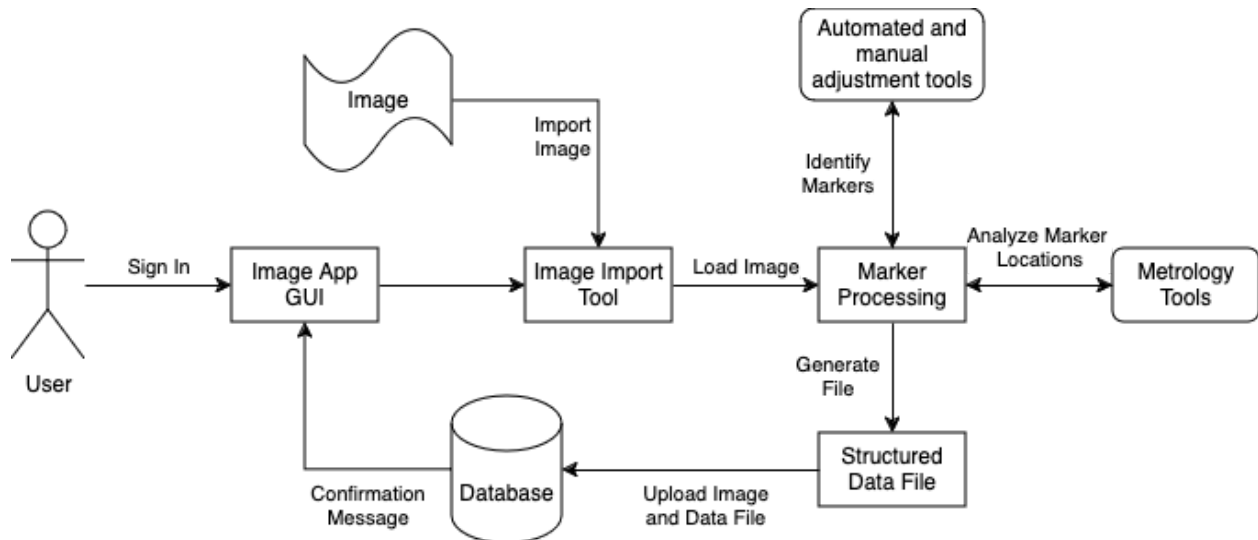 Automated and
manual
adjustment tools
Image
Import
Image
Identify
Markers
Sign In
Image App
GUI
Image Import
Tool
Load Image
Marker
Processing
Analyze Marker
Locations
Metrology
Tools
User
Generate
File
Structured
Data File
Upload Image
and Data File
Database
Confirmation
Message